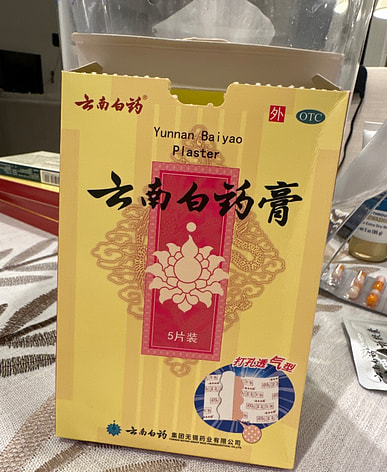 云南白药®
外
OTC
Yunnan Baiyao
Plaster
云南白药膏
5片装
打孔透气型
云南白药 集团无锡药业有限公司